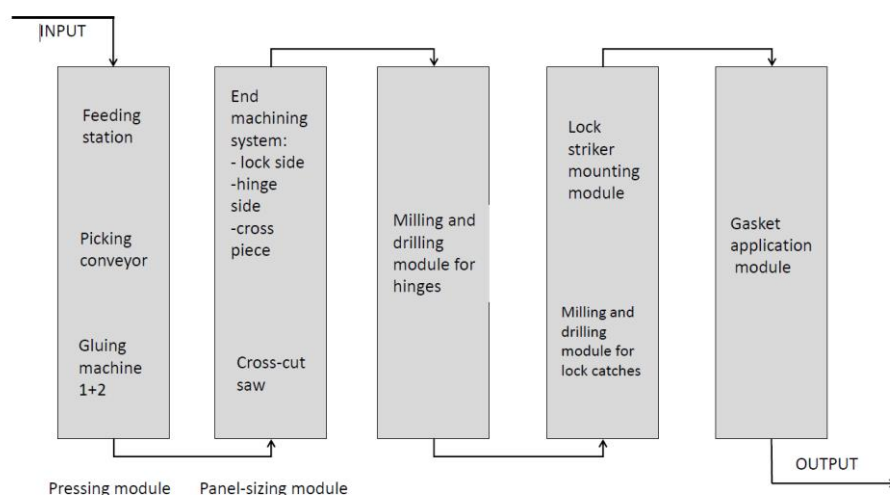 INPUT
Feeding
station
Picking
conveyor
Gluing
machine
1+2
Pressing module
End
machining
system:
- lock side
-hinge
side
-cross
piece
Cross-cut
saw
Panel-sizing module
Milling and
drilling
module for
hinges
Lock
striker
mounting
module
Milling and
drilling
module for
lock catches
Gasket
application
module
OUTPUT